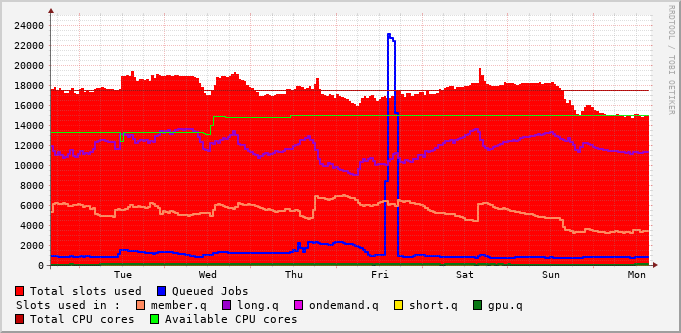 RRDTOOL / TOBI OETIKER
24000
22000
20000
18000
16000
14000
12000
10000
8000
6000
4000
2000
0
Tue Wed Thu Fri Sat Sun Mon
Total slots used Queued Jobs
Slots used in : member.q long.q ondemand.q short.q gpu.q
Total CPU cores Available CPU cores